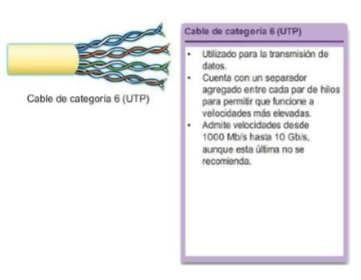 Cable de categoría 6 (UTP)
Cable de categoría 6 (UTP)
• Utilizado para la transmisión de
datos.
• Cuenta con un separador
agregado entre cada par de hilos
para permitir que funcione a
velocidades más elevadas.
• Admite velocidades desde
1000 Mb/s hasta 10 Gb/s,
aunque esta última no se
recomienda.